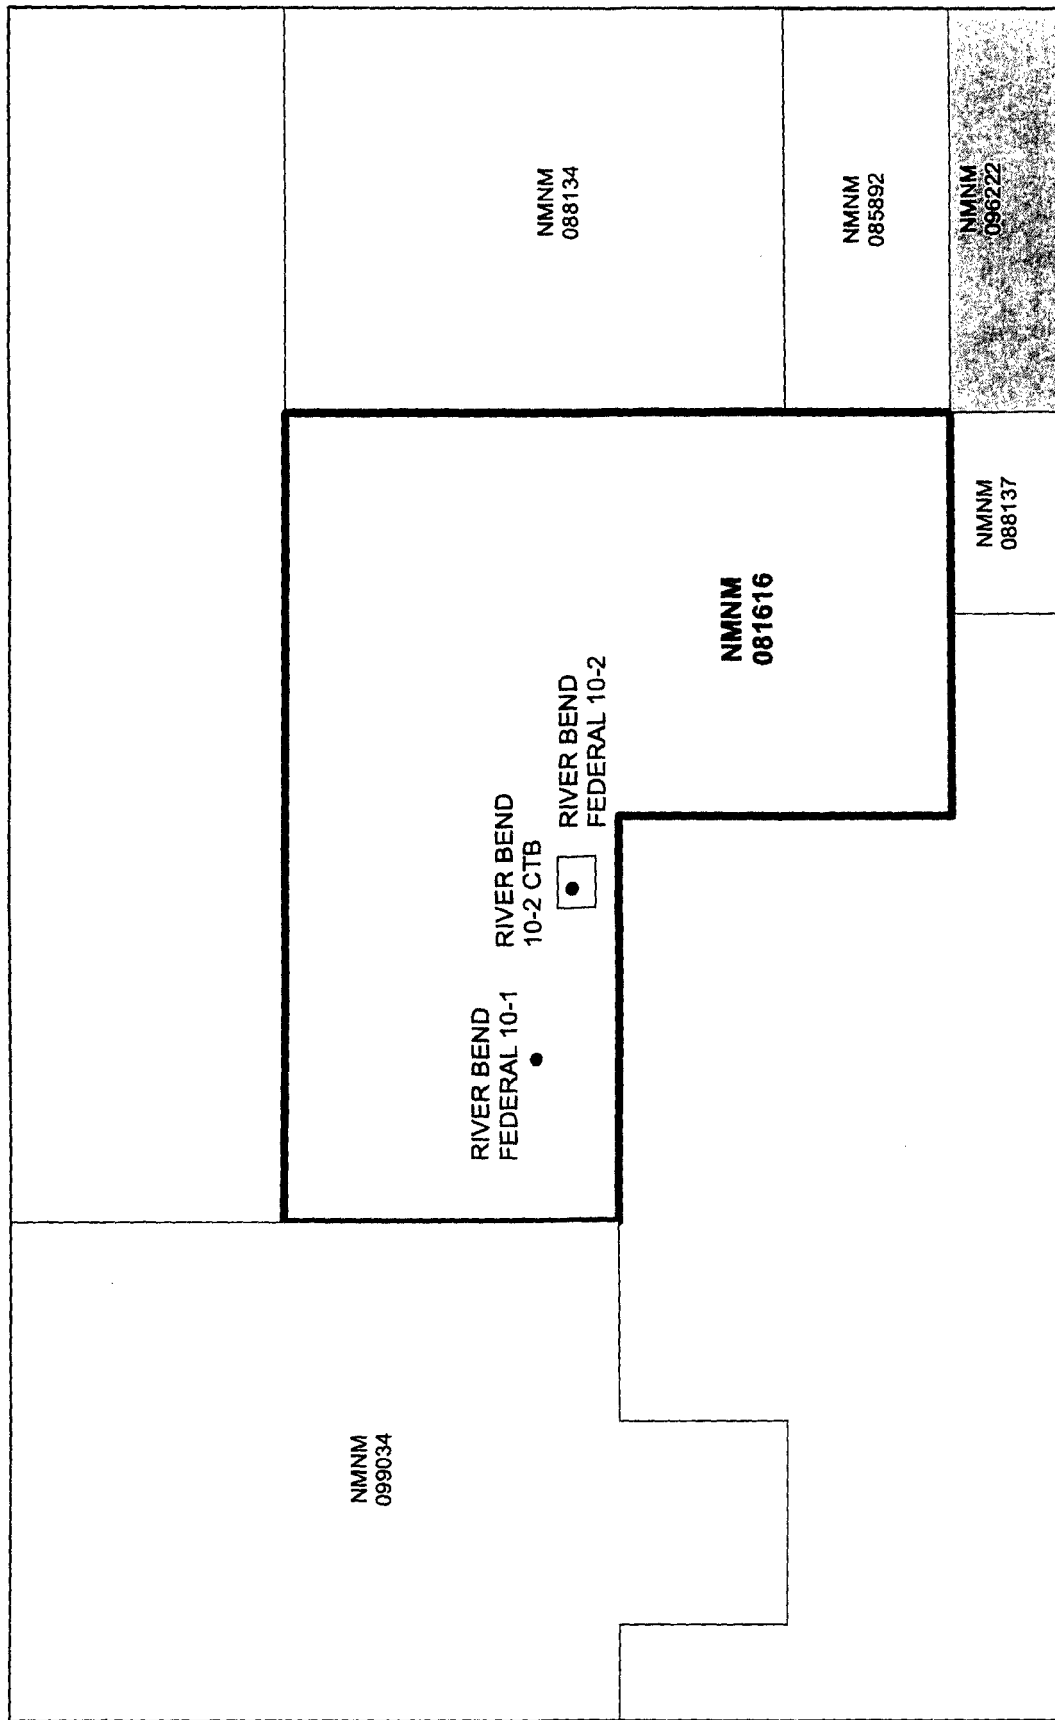 NMNM
099034
RIVER BEND
FEDERAL 10-1
RIVER BEND
10-2 CTB
RIVER BEND
FEDERAL 10-2
NMNM
081616
NMNM
088134
NMNM
085892
NMNM
096222
NMNM
088137